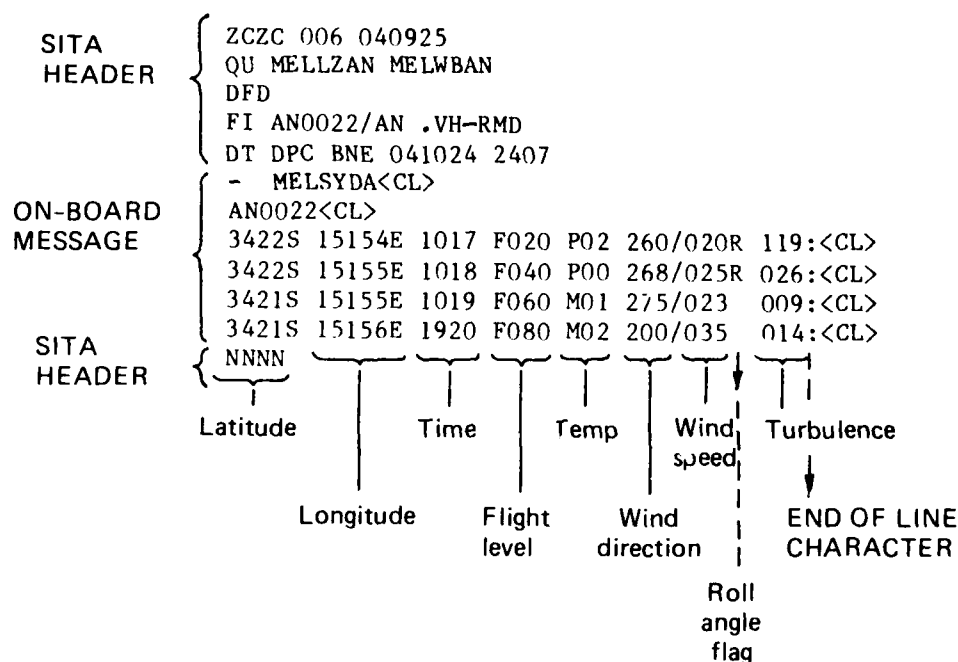 SITA
HEADER
ZCZC 006 040925
QU MELLZAN MELWBAN
DFD
FI AN0022/AN .VH-RMD
DT DPC BNE 041024 2407
ON-BOARD
MESSAGE
- MELSYDA<CL>
AN0022<CL>
3422S 15154E 1017 F020 P02 260/020R 119:<CL>
3422S 15155E 1018 F040 P00 268/025R 026:<CL>
3421S 15155E 1019 F060 M01 275/023 009:<CL>
3421S 15156E 1920 F080 M02 200/035 014:<CL>
SITA
HEADER
NNNN
Latitude
Time
Temp
Wind
speed
Turbulence
Longitude
Flight
level
Wind
direction
END OF LINE
CHARACTER
Roll
angle
flag